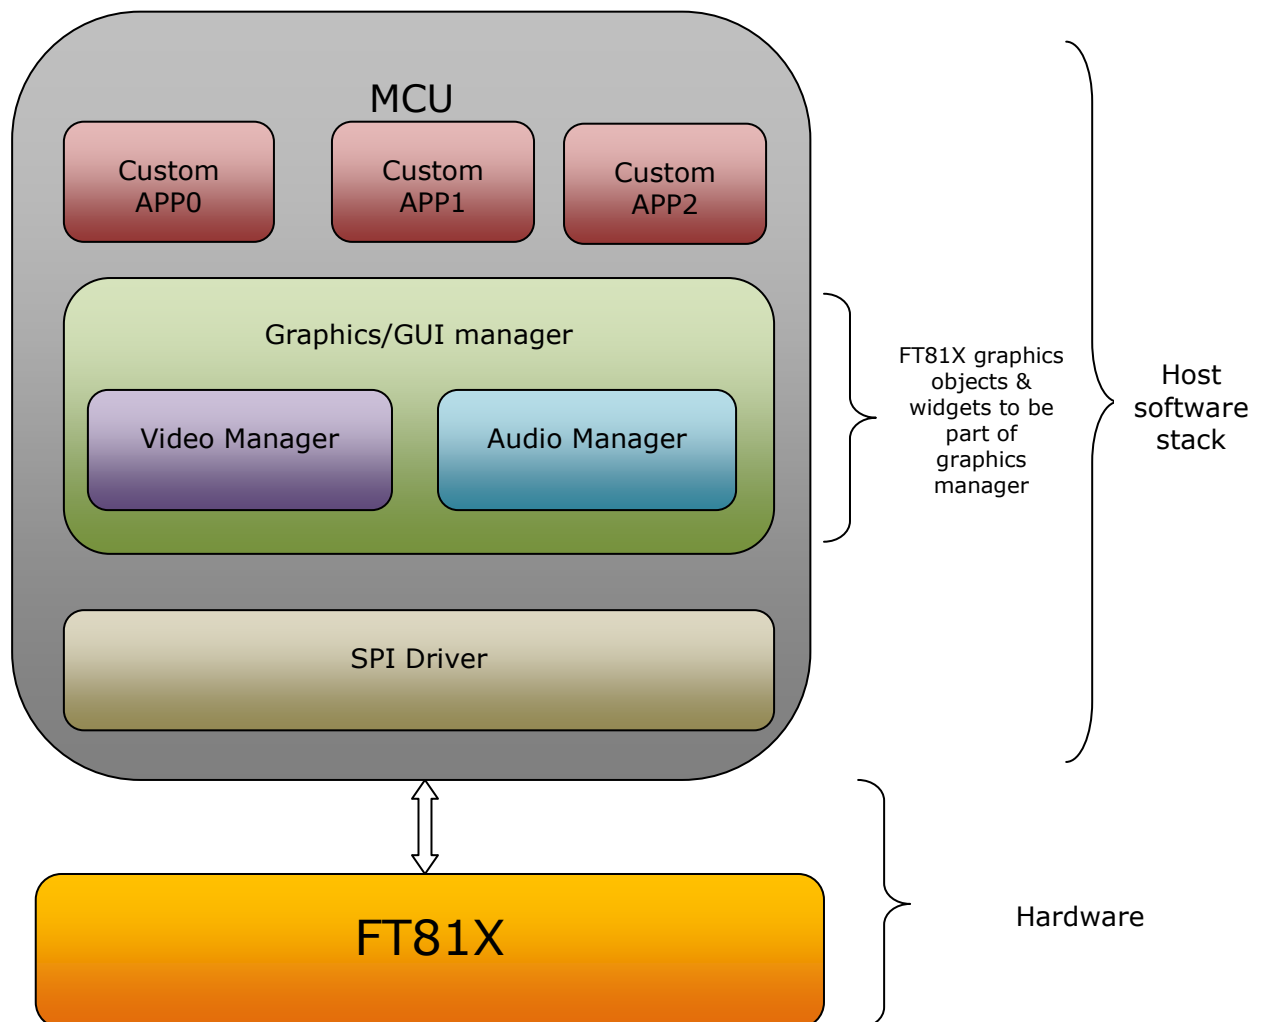 MCU
Custom
APP0
Custom
APP1
Custom
APP2
Graphics/GUI manager
Video Manager
Audio Manager
FT81X graphics
objects &
widgets to be
part of
graphics
manager
Host
software
stack
SPI Driver
FT81X
Hardware